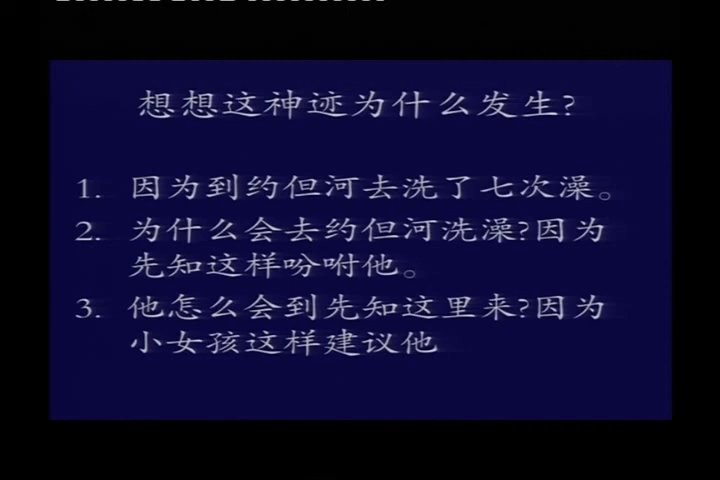 想想这神迹为什么发生?
1. 因为到约但河去洗了七次澡。
2. 为什么会去约但河洗澡?因为
先知这样吩咐他。
3. 他怎么会到先知这里来?因为
小女孩这样建议他